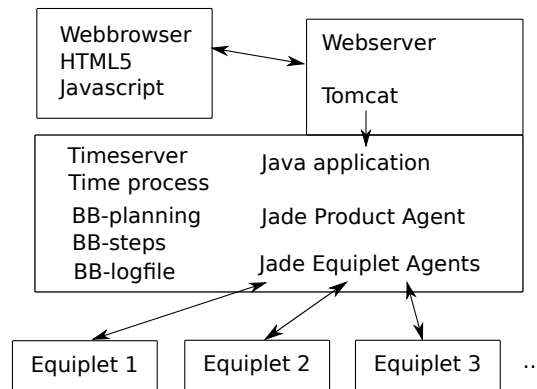 Webbrowser
HTML5
Javascript
Webserver
Tomcat
Timeserver
Time process
BB-planning
BB-steps
BB-logfile
Java application
Jade Product Agent
Jade Equiplet Agents
Equiplet 1
Equiplet 2
Equiplet 3
..